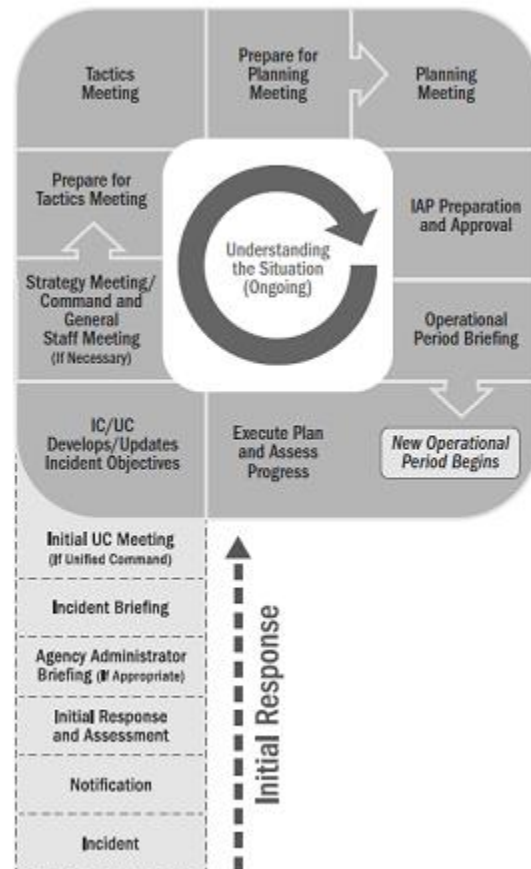 Tactics
Meeting
Prepare for
Planning
Meeting
Planning
Meeting
Prepare for
Tactics Meeting
Understanding
the Situation
(Ongoing)
IAP Preparation
and Approval
Strategy Meeting/
Command and
General
Staff Meeting
(If Necessary)
Operational
Period Briefing
IC/UC
Develops/Updates
Incident Objectives
Execute Plan
and Assess
Progress
New Operational
Period Begins
Initial UC Meeting
(If Unified Command)
Incident Briefing
Agency Administrator
Briefing (If Appropriate)
Initial Response
and Assessment
Notification
Incident
Initial Response